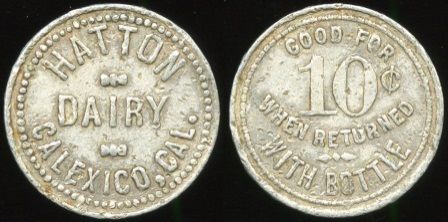 HATTON
DAIRY
CALEXICO, CAL.
GOOD FOR
10¢
WHEN RETURNED
WITH BOTTLE